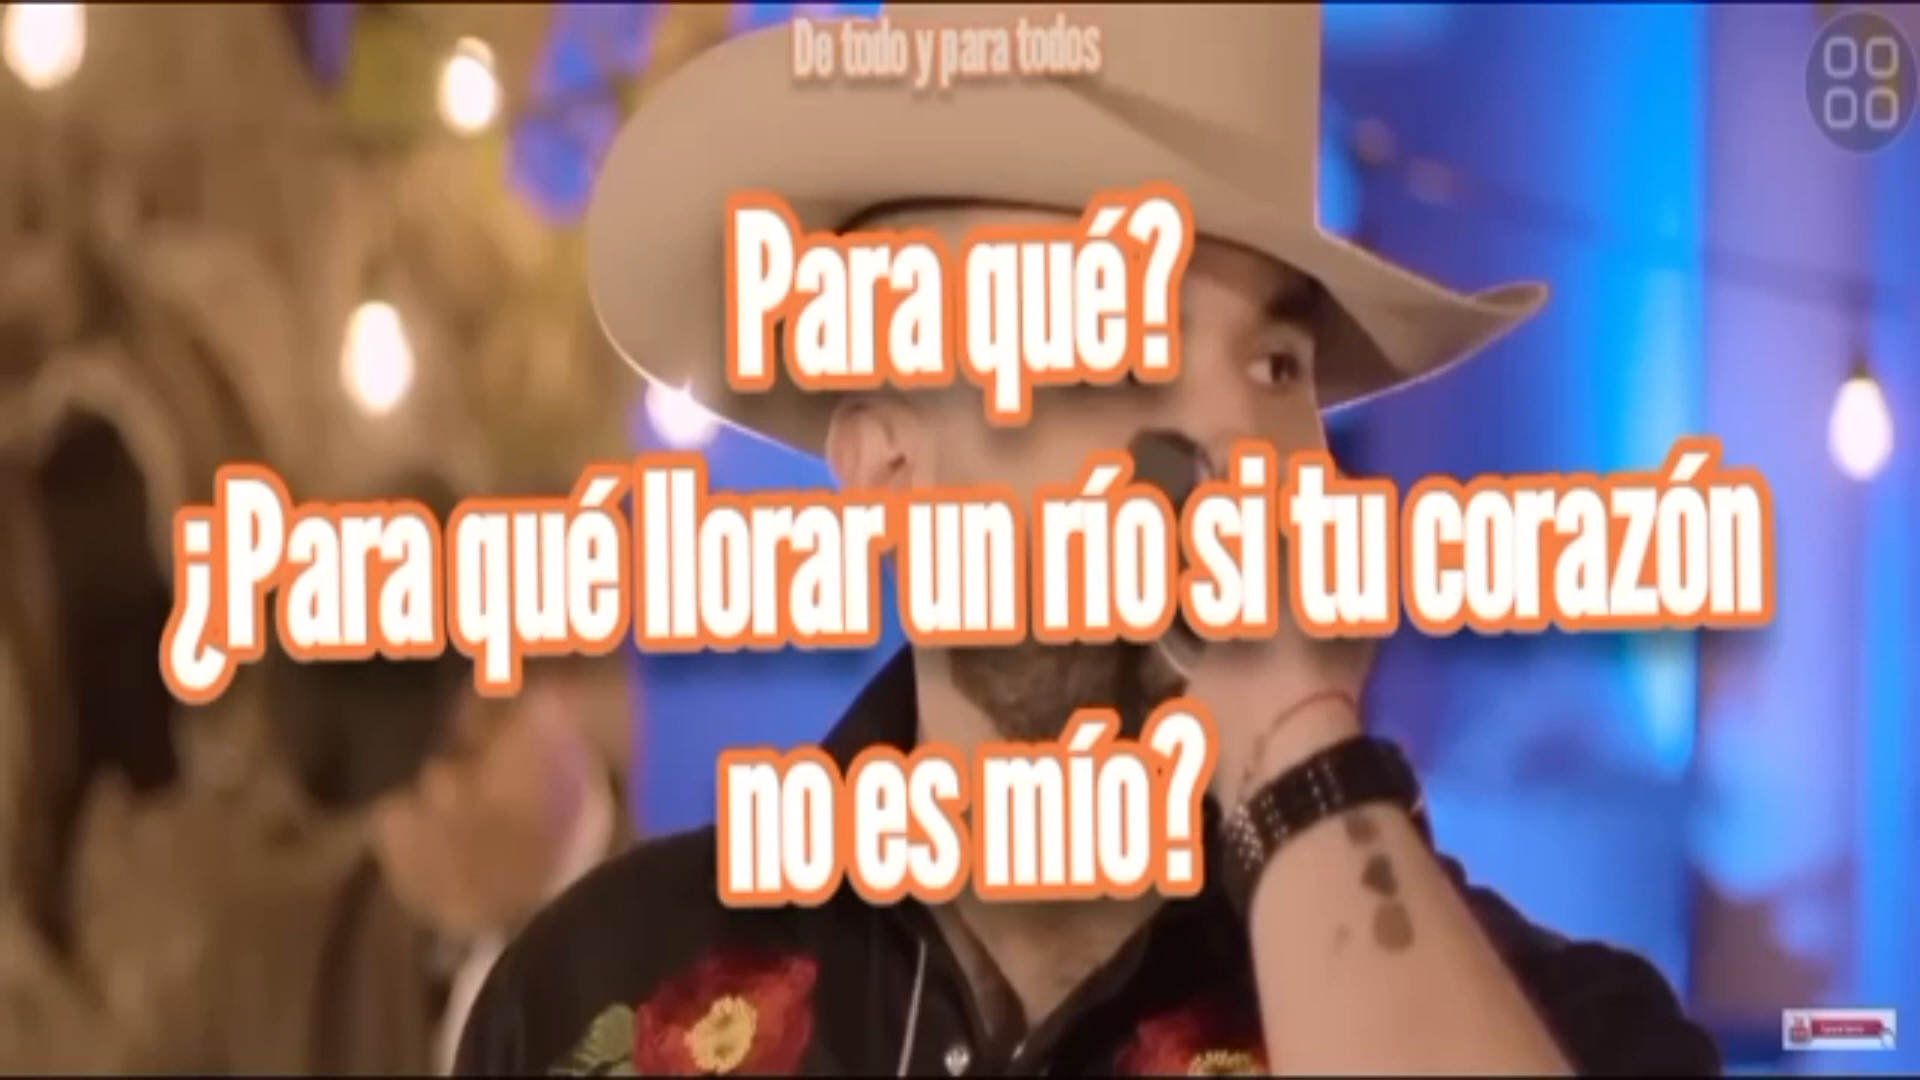 De todo y para todos
Para qué?
¿Para qué llorar un río si tu corazón
no es mío?